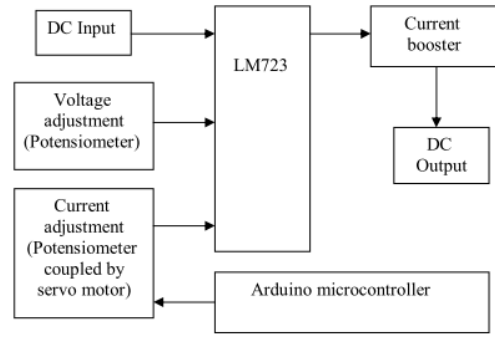 DC Input
LM723
Current
booster
Voltage
adjustment
(Potensiometer)
DC
Output
Current
adjustment
(Potensiometer
coupled by
servo motor)
Arduino microcontroller